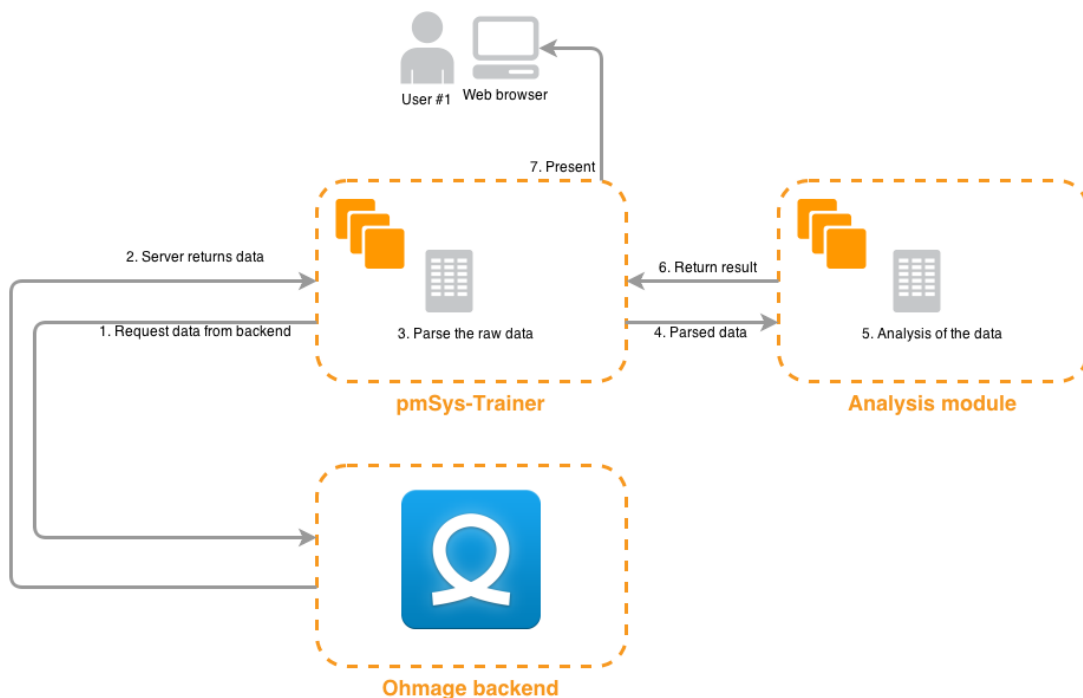 User #1
Web browser
7. Present
2. Server returns data
6. Return result
1. Request data from backend
3. Parse the raw data
4. Parsed data
5. Analysis of the data
pmSys-Trainer
Analysis module
Ohmage backend